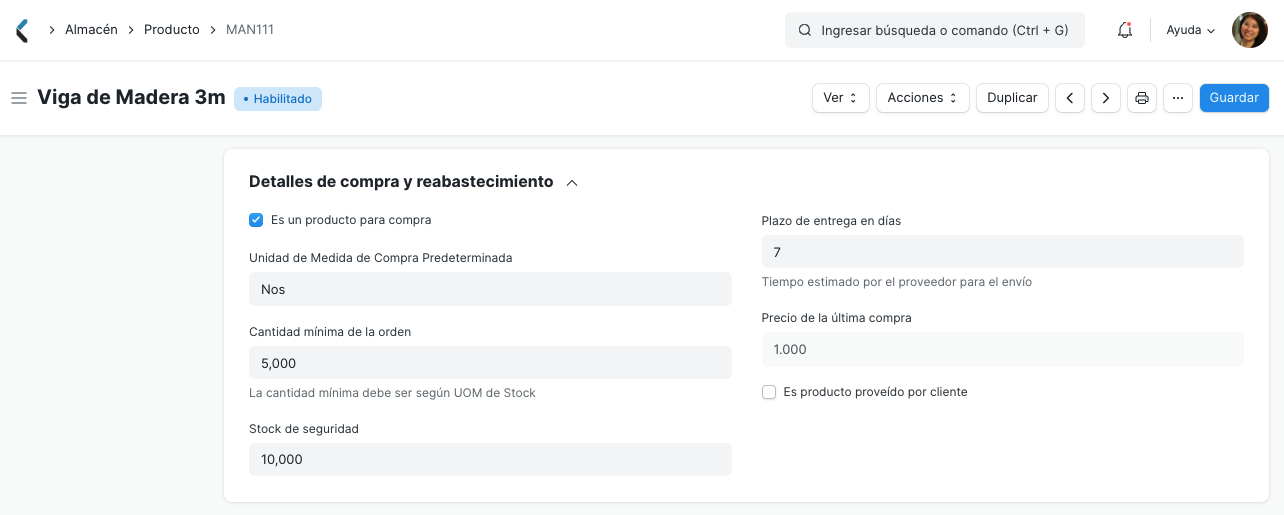 Almacén
Producto
MAN111
Ingresar búsqueda o comando (Ctrl + G)
Ayuda
Viga de Madera 3m
Habilitado
Ver
Acciones
Duplicar
···
Guardar
Detalles de compra y reabastecimiento
Es un producto para compra
Unidad de Medida de Compra Predeterminada
Nos
Cantidad mínima de la orden
5,000
La cantidad mínima debe ser según UOM de Stock
Stock de seguridad
10,000
Plazo de entrega en días
7
Tiempo estimado por el proveedor para el envío
Precio de la última compra
1.000
Es producto proveído por cliente